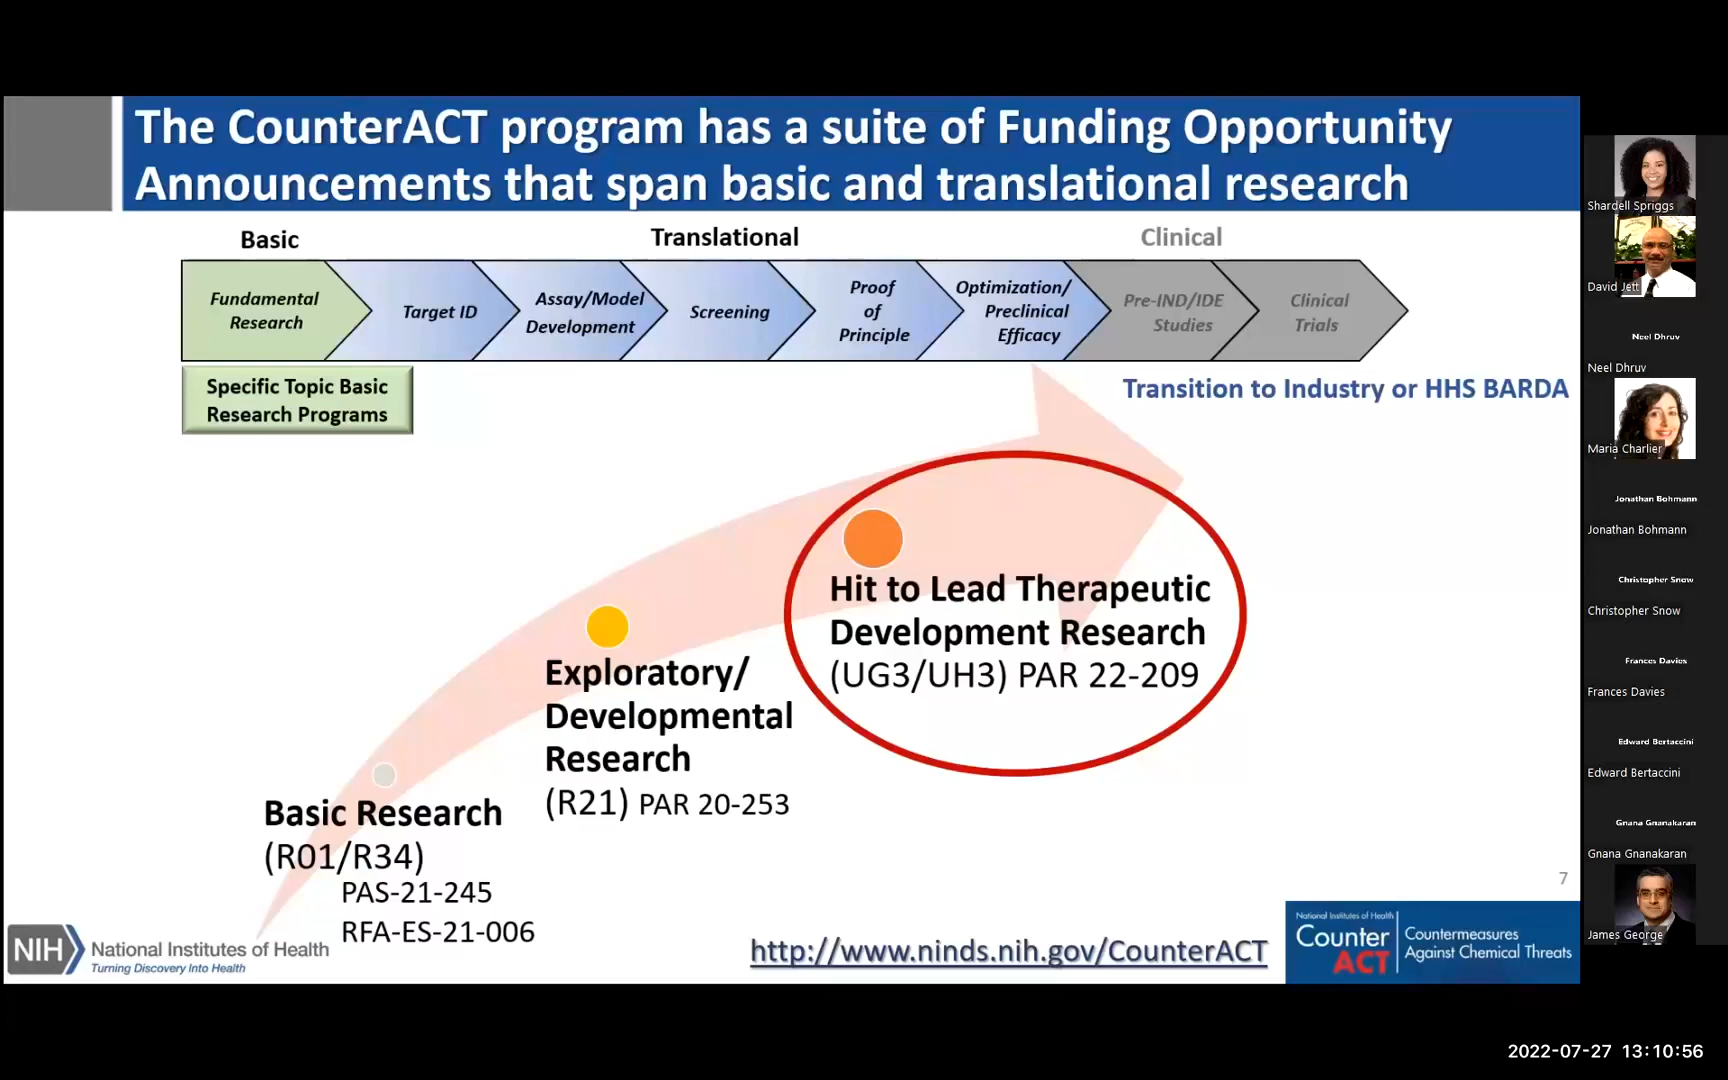 The CounterACT program has a suite of Funding Opportunity
Announcements that span basic and translational research
Basic
Translational
Clinical
Fundamental
Research
Target ID
Assay/Model
Development
Screening
Proof
of
Principle
Optimization/
Preclinical
Efficacy
Pre-IND/IDE
Studies
Clinical
Trials
Specific Topic Basic
Research Programs
Transition to Industry or HHS BARDA
Hit to Lead Therapeutic
Development Research
(UG3/UH3) PAR 22-209
Exploratory/
Developmental
Research
(R21) PAR 20-253
Basic Research
(R01/R34)
PAS-21-245
RFA-ES-21-006
7
NIH
National Institutes of Health
Turning Discovery Into Health
http://www.ninds.nih.gov/CounterACT
National Institutes of Health
Counter
ACT
Countermeasures
Against Chemical Threats
Shardell Spriggs
David Jett
Neel Dhruv
Neel Dhruv
Maria Charlier
Jonathan Bohmann
Jonathan Bohmann
Christopher Snow
Christopher Snow
Frances Davies
Frances Davies
Edward Bertaccini
Edward Bertaccini
Gnana Gnanakaran
Gnana Gnanakaran
James George
2022-07-27 13:10:56